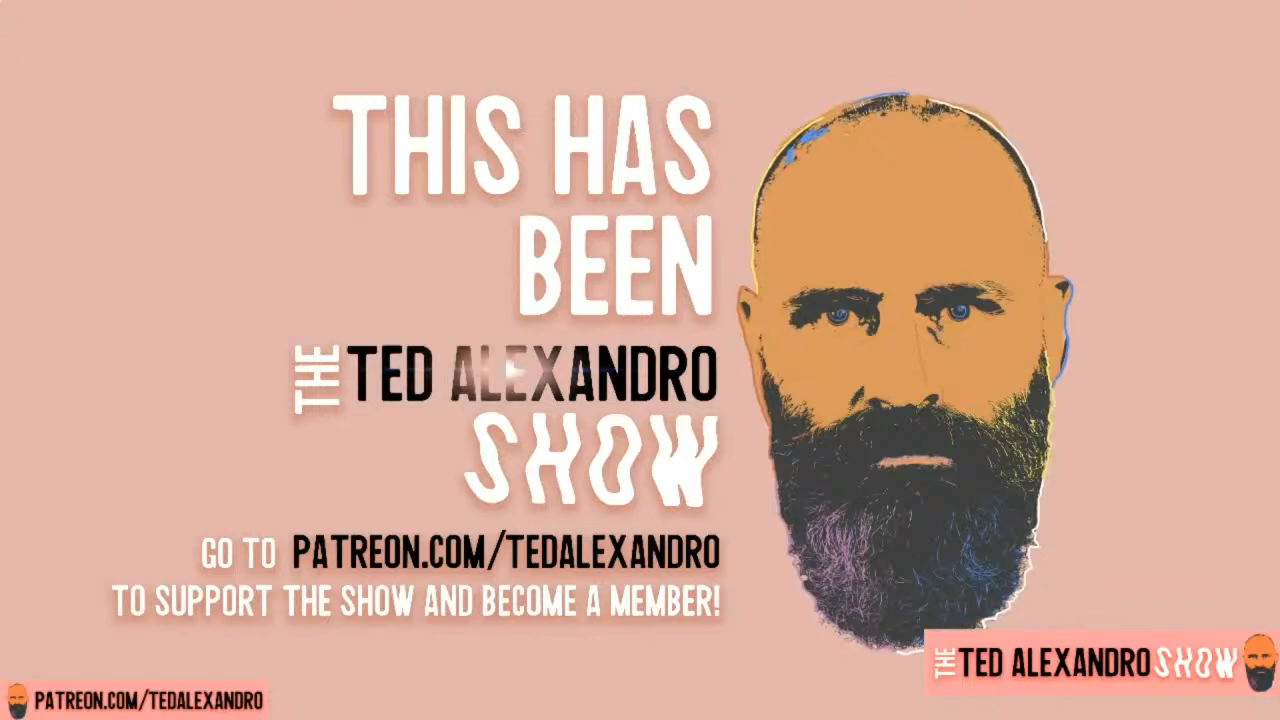 THIS HAS
BEEN
THE TED ALEXANDRO
SHOW
GO TO PATREON.COM/TEDALEXANDRO
TO SUPPORT THE SHOW AND BECOME A MEMBER!
THE TED ALEXANDRO SHOW
PATREON.COM/TEDALEXANDRO